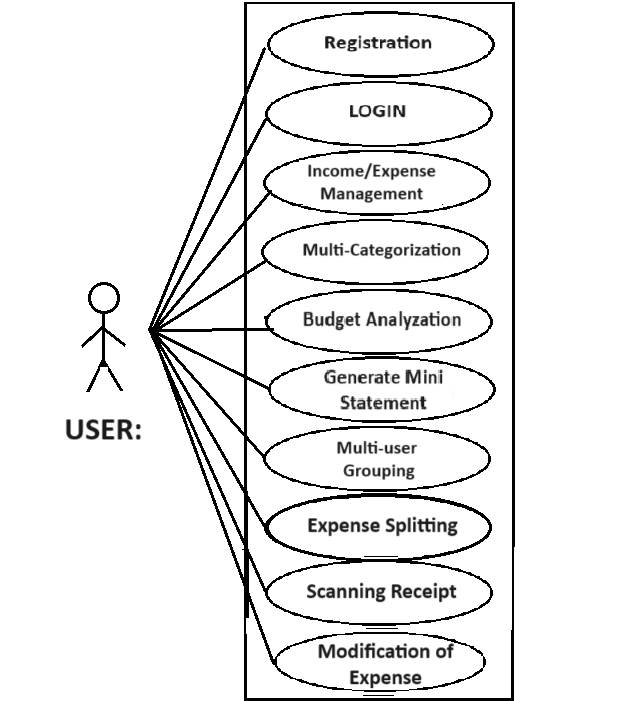 Registration
LOGIN
Income/Expense
Management
Multi-Categorization
Budget Analyzation
Generate Mini
Statement
USER:
Multi-user
Grouping
Expense Splitting
Scanning Receipt
Modification of
Expense